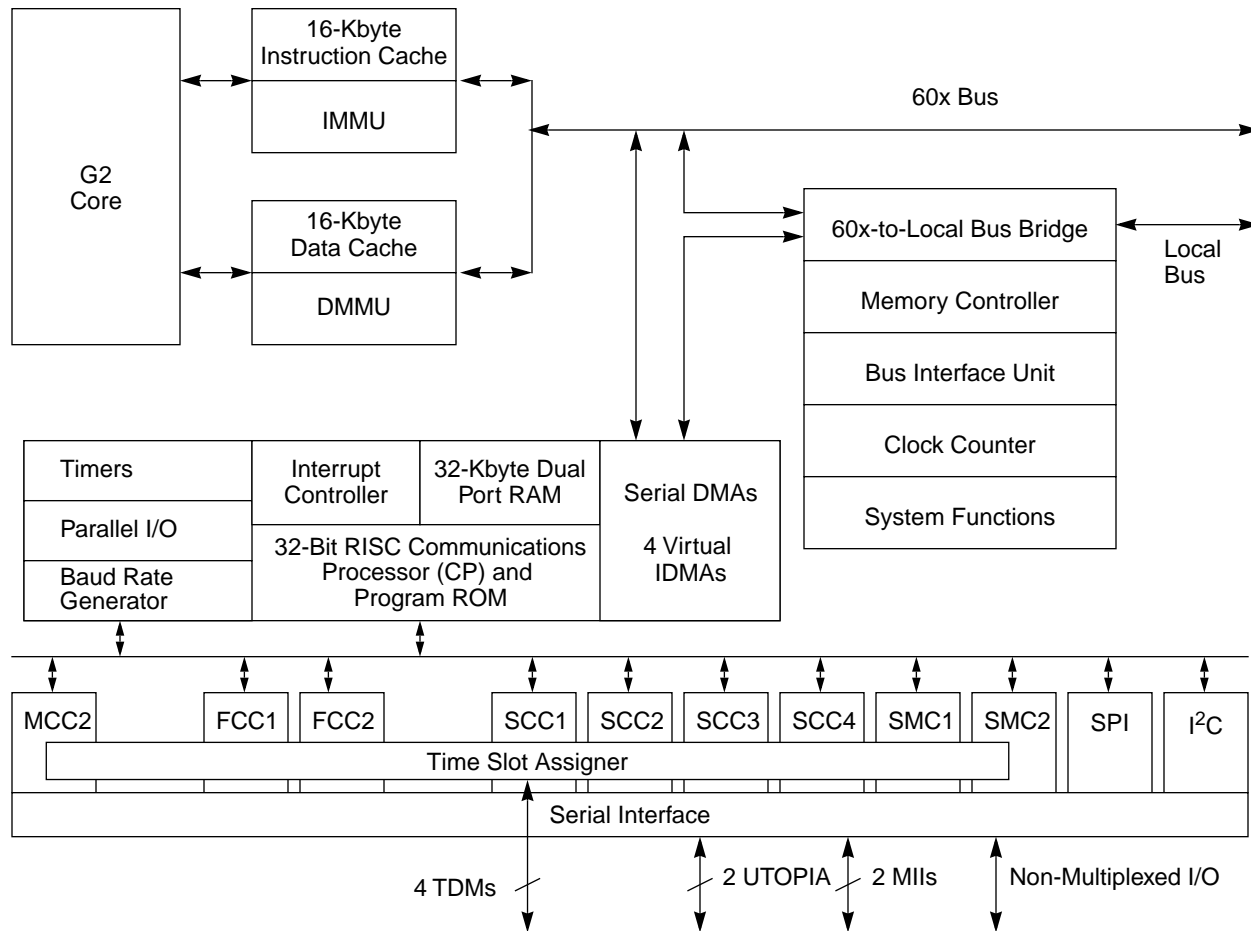 16-Kbyte
Instruction Cache
IMMU
60x Bus
G2
Core
16-Kbyte
Data Cache
DMMU
60x-to-Local Bus Bridge
Local
Bus
Memory Controller
Bus Interface Unit
Clock Counter
System Functions
Timers
Parallel I/O
Baud Rate
Generator
Interrupt
Controller
32-Kbyte Dual
Port RAM
32-Bit RISC Communications
Processor (CP) and
Program ROM
Serial DMAs
4 Virtual
IDMAs
MCC2
FCC1
FCC2
SCC1
SCC2
SCC3
SCC4
SMC1
SMC2
SPI
I²C
Time Slot Assigner
Serial Interface
4 TDMs
2 UTOPIA
2 MIIs
Non-Multiplexed I/O